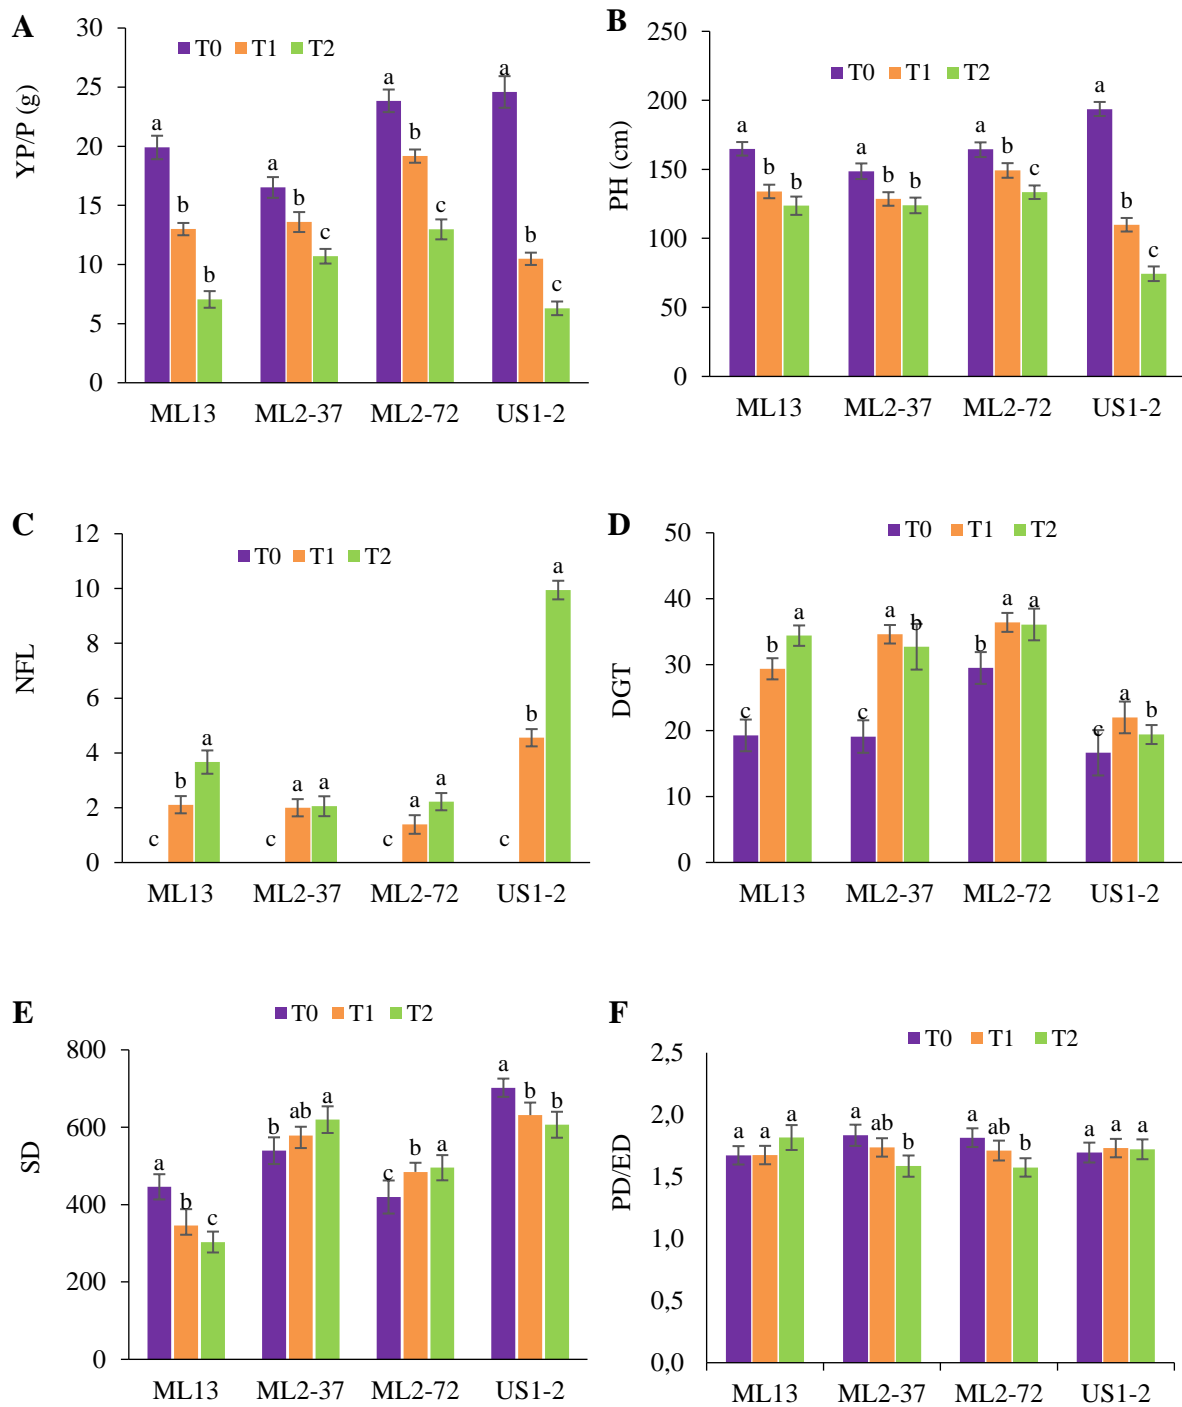 A
YP/P (g)
T0 T1 T2
30
25
20
15
10
5
0
a b b
a b c
a b c
a b c
ML13 ML2-37 ML2-72 US1-2
B
PH (cm)
T0 T1 T2
250
200
150
100
50
0
a b b
a b b
a b c
a b c
ML13 ML2-37 ML2-72 US1-2
C
NFL
T0 T1 T2
12
10
8
6
4
2
0
c b a
c a a
c a a
c b a
ML13 ML2-37 ML2-72 US1-2
D
DGT
T0 T1 T2
50
40
30
20
10
0
c b a
c a b
b a a
c a b
ML13 ML2-37 ML2-72 US1-2
E
SD
T0 T1 T2
800
600
400
200
0
a b c
b ab a
c b a
a b b
ML13 ML2-37 ML2-72 US1-2
F
PD/ED
T0 T1 T2
2,5
2,0
1,5
1,0
0,5
0,0
a a a
a ab b
a ab b
a a a
ML13 ML2-37 ML2-72 US1-2